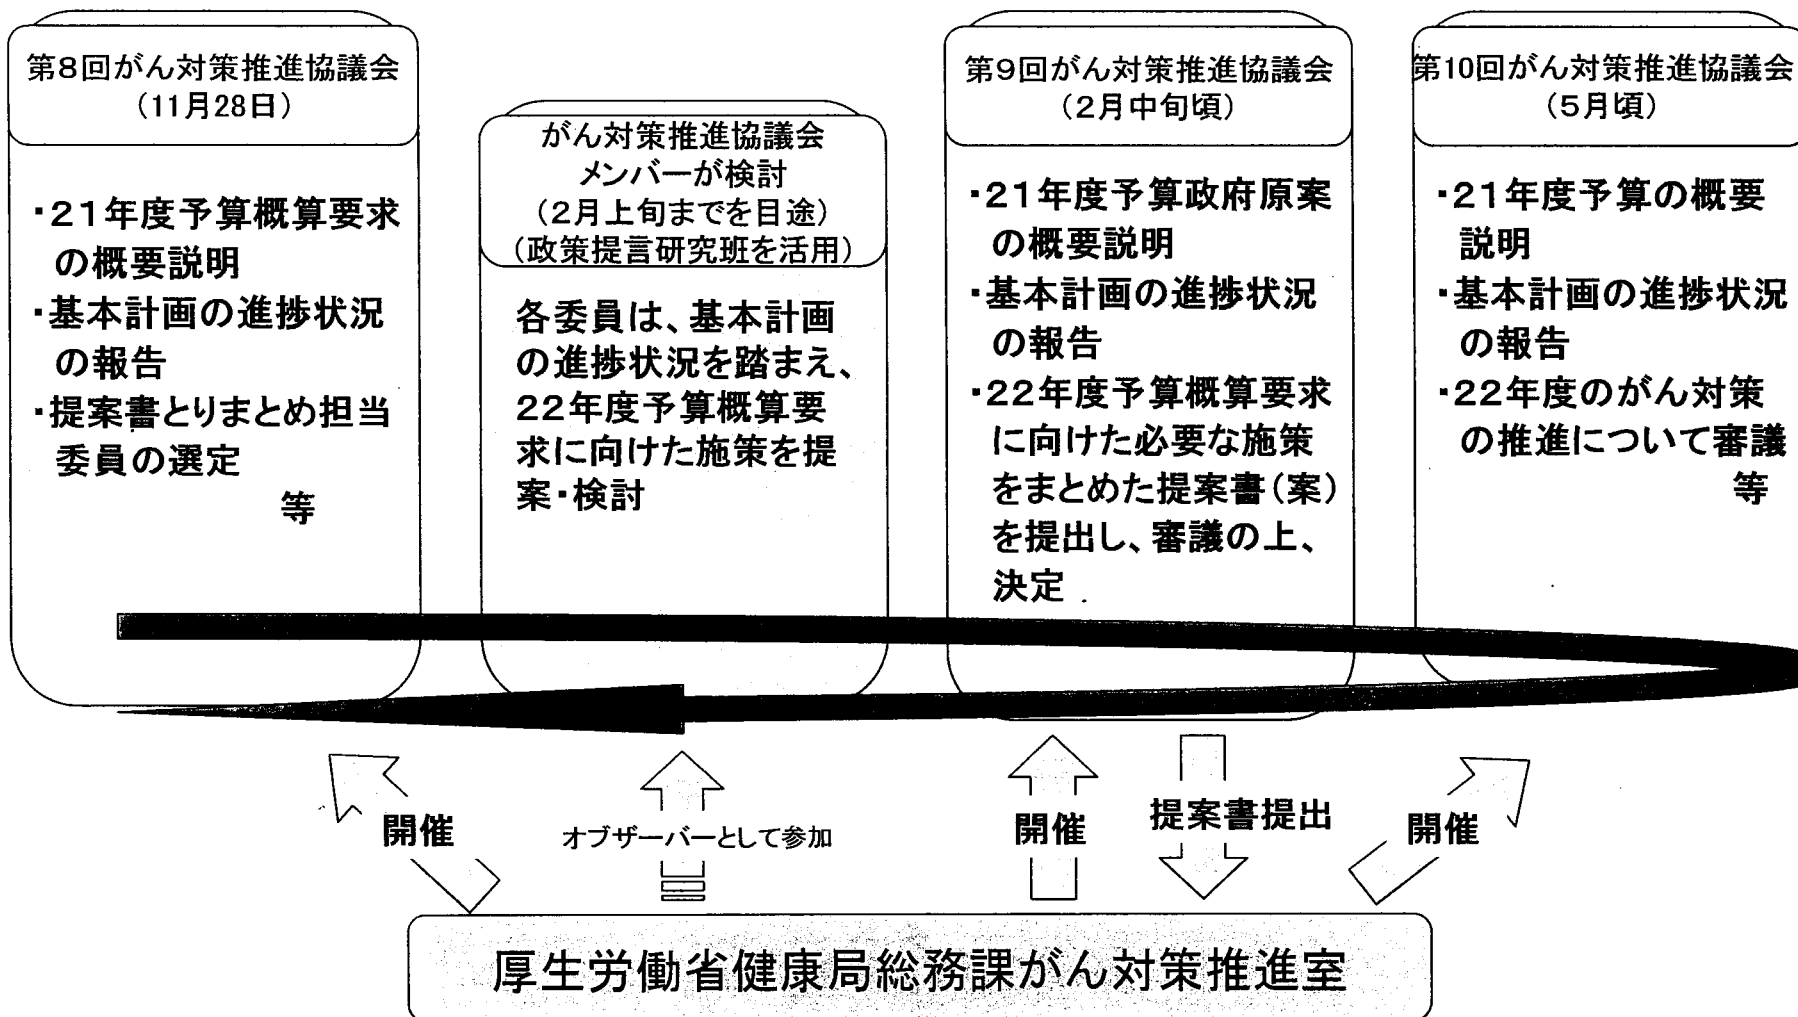 第8回がん対策推進協議会
(11月28日)
・21年度予算概算要求
の概要説明
・基本計画の進捗状況
の報告
・提案書とりまとめ担当
委員の選定
等
がん対策推進協議会
メンバーが検討
(2月上旬までを目途)
(政策提言研究班を活用)
各委員は、基本計画
の進捗状況を踏まえ、
22年度予算概算要
求に向けた施策を提
案・検討
第9回がん対策推進協議会
(2月中旬頃)
・21年度予算政府原案
の概要説明
・基本計画の進捗状況
の報告
・22年度予算概算要求
に向けた必要な施策
をまとめた提案書(案)
を提出し、審議の上、
決定
第10回がん対策推進協議会
(5月頃)
・21年度予算の概要
説明
・基本計画の進捗状況
の報告
・22年度のがん対策
の推進について審議
等
開催
オブザーバーとして参加
開催
提案書提出
開催
厚生労働省健康局総務課がん対策推進室